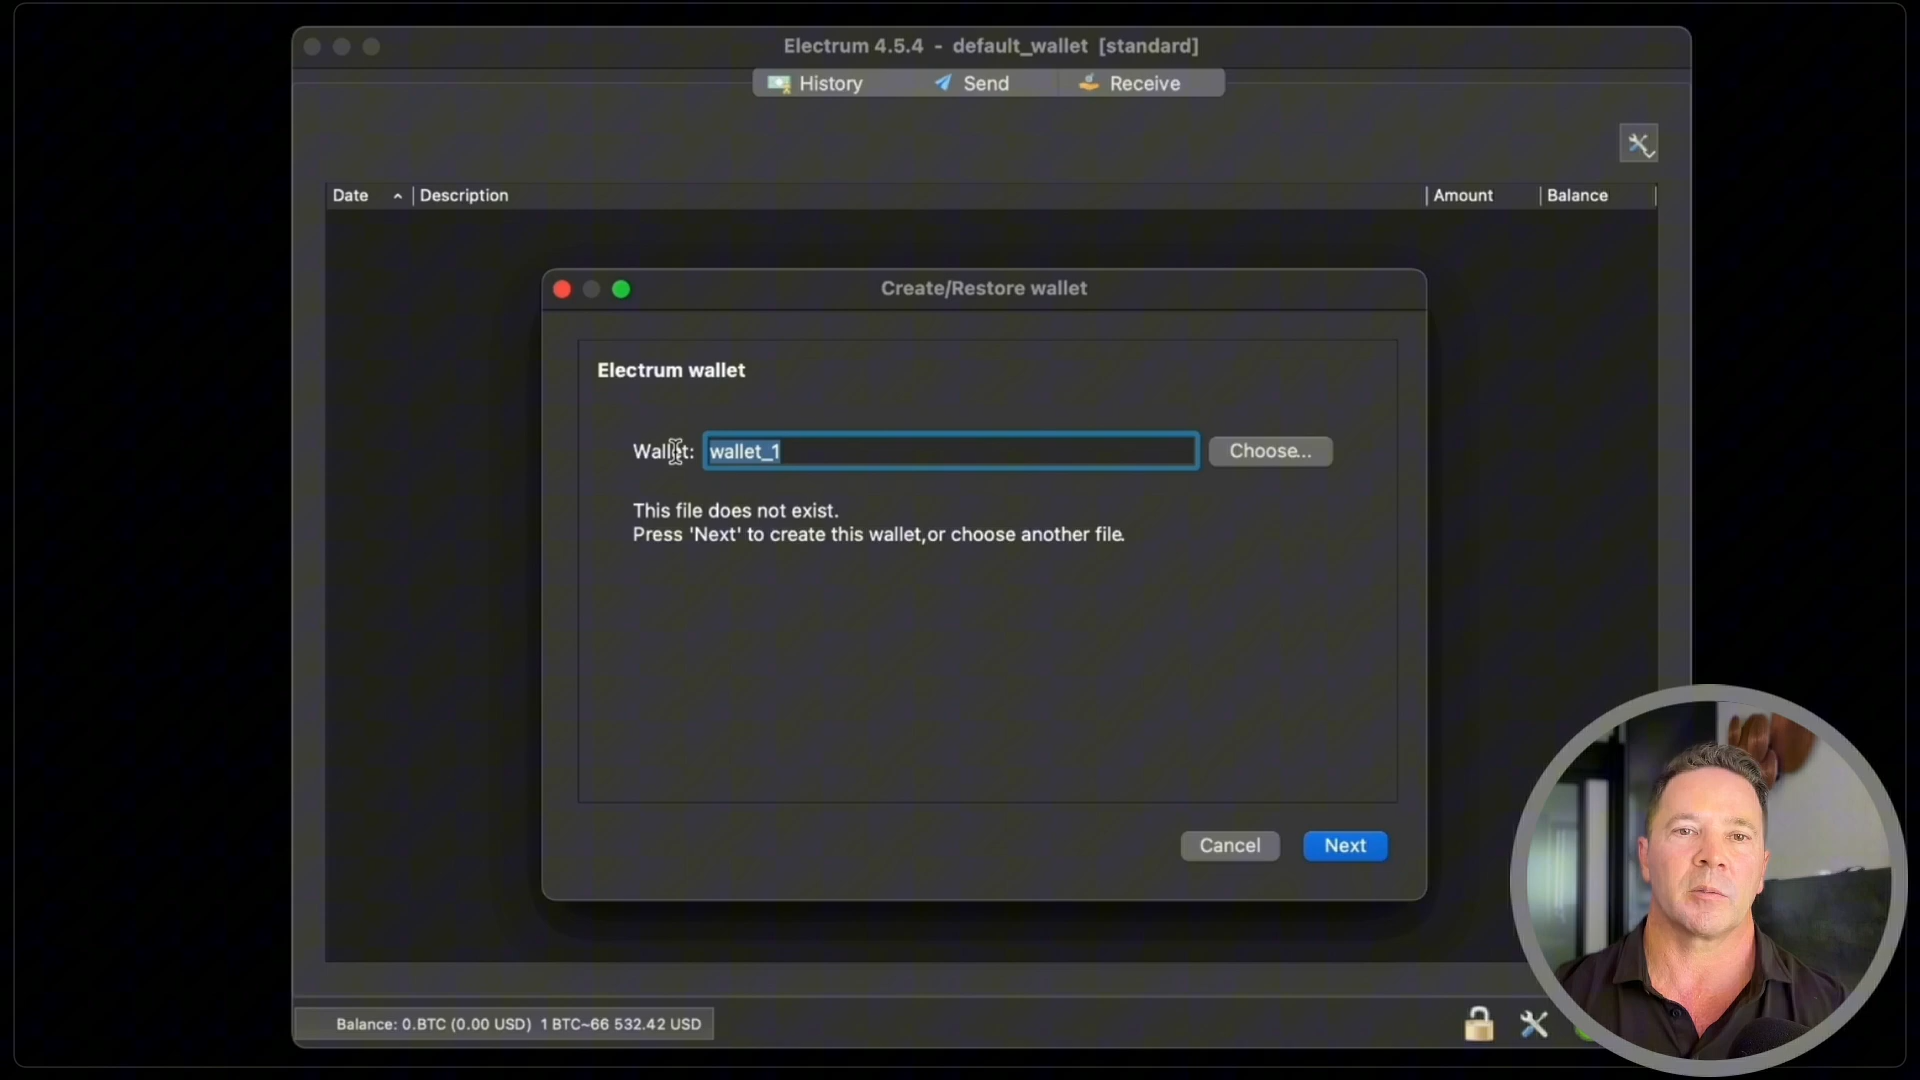 Electrum 4.5.4 - default_wallet [standard]
History Send Receive
Date Description Amount Balance
Create/Restore wallet
Electrum wallet
Wallet: wallet_1 Choose...
This file does not exist.
Press 'Next' to create this wallet,or choose another file.
Cancel Next
Balance: 0.BTC (0.00 USD) 1 BTC~66 532.42 USD